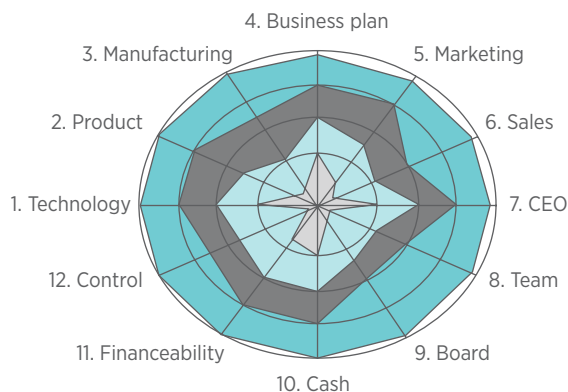 4. Business plan
3. Manufacturing
5. Marketing
2. Product
6. Sales
1. Technology
7. CEO
12. Control
8. Team
11. Financeability
9. Board
10. Cash